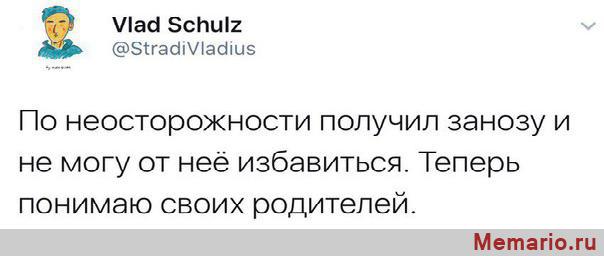 Vlad Schulz
@StradiVladius
По неосторожности получил занозу и
не могу от неё избавиться. Теперь
понимаю своих родителей.
Memario.ru